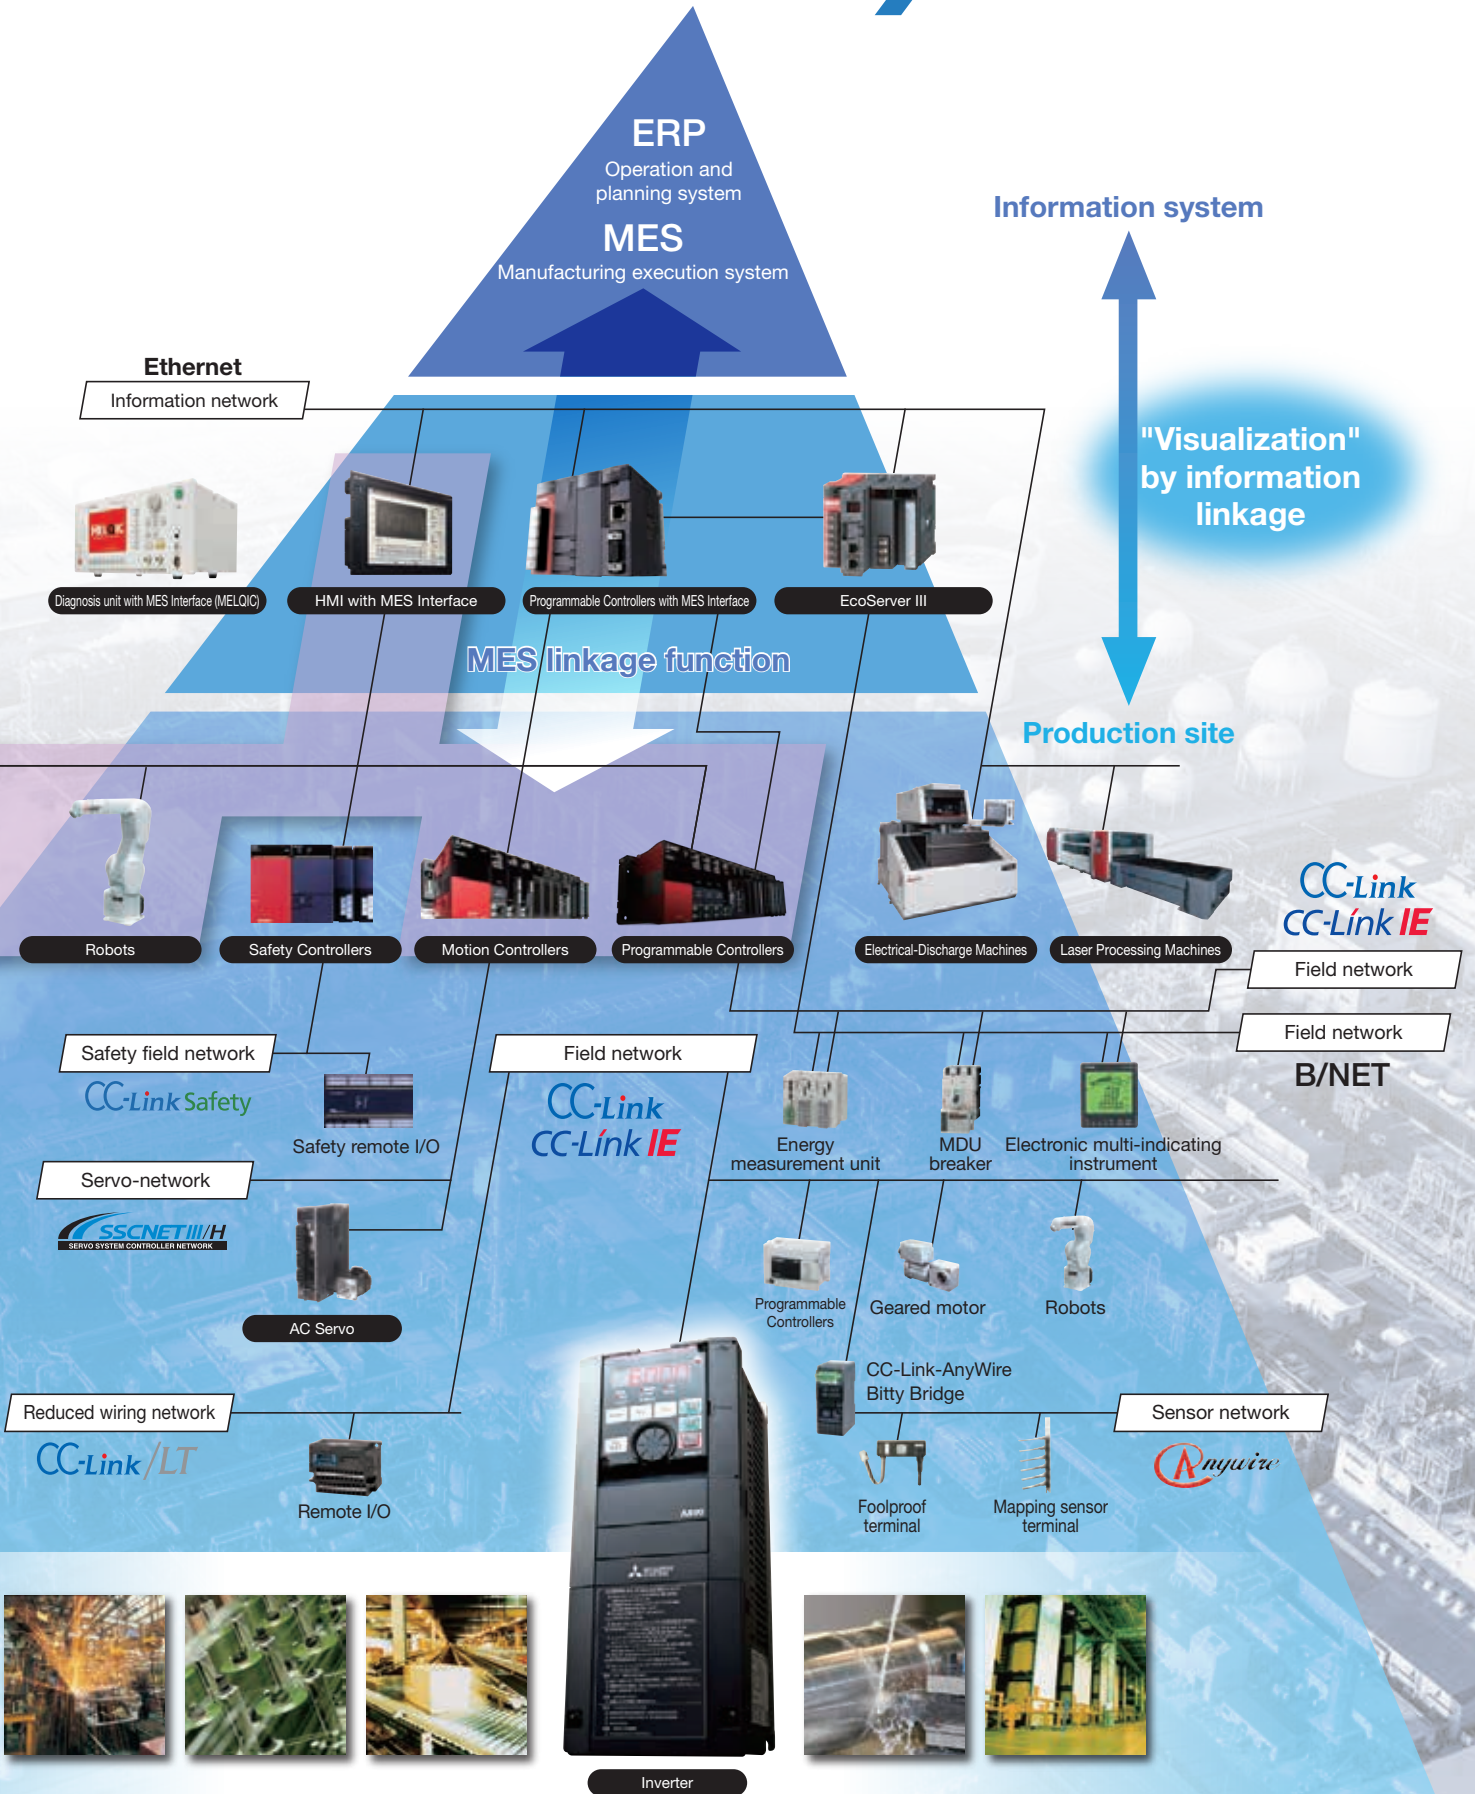 ERP
Operation and
planning system
MES
Manufacturing execution system
Information system
Ethernet
Information network
"Visualization"
by information
linkage
Diagnosis unit with MES Interface (MELQIC)
HMI with MES Interface
Programmable Controllers with MES Interface
EcoServer III
MES linkage function
Production site
Robots
Safety Controllers
Motion Controllers
Programmable Controllers
Electrical-Discharge Machines
Laser Processing Machines
CC-Link
CC-Link IE
Field network
Field network
B/NET
Safety field network
CC-Link Safety
Safety remote I/O
Field network
CC-Link
CC-Link IE
Energy
measurement unit
MDU
breaker
Electronic multi-indicating
instrument
Servo-network
SSCNETIII/H
SERVO SYSTEM CONTROLLER NETWORK
AC Servo
Programmable
Controllers
Geared motor
Robots
CC-Link-AnyWire
Bitty Bridge
Reduced wiring network
CC-Link/LT
Remote I/O
Sensor network
Anywire
Foolproof
terminal
Mapping sensor
terminal
A800
Inverter